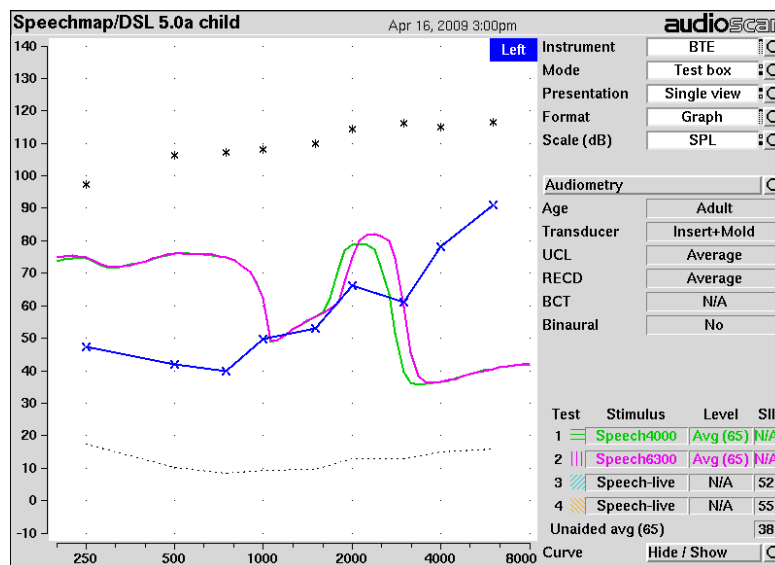 Speechmap/DSL 5.0a child Apr 16, 2009 3:00pm audioscan
140
130
120
110
100
90
80
70
60
50
40
30
20
10
0
-10
250 500 1000 2000 4000 8000
Left
Instrument BTE
Mode Test box
Presentation Single view
Format Graph
Scale (dB) SPL
Audiometry
Age Adult
Transducer Insert+Mold
UCL Average
RECD Average
BCT N/A
Binaural No
Test Stimulus Level SII
1 Speech4000 Avg (65) N/A
2 Speech6300 Avg (65) N/A
3 Speech-live N/A 52
4 Speech-live N/A 55
Unaided avg (65) 38
Curve Hide / Show